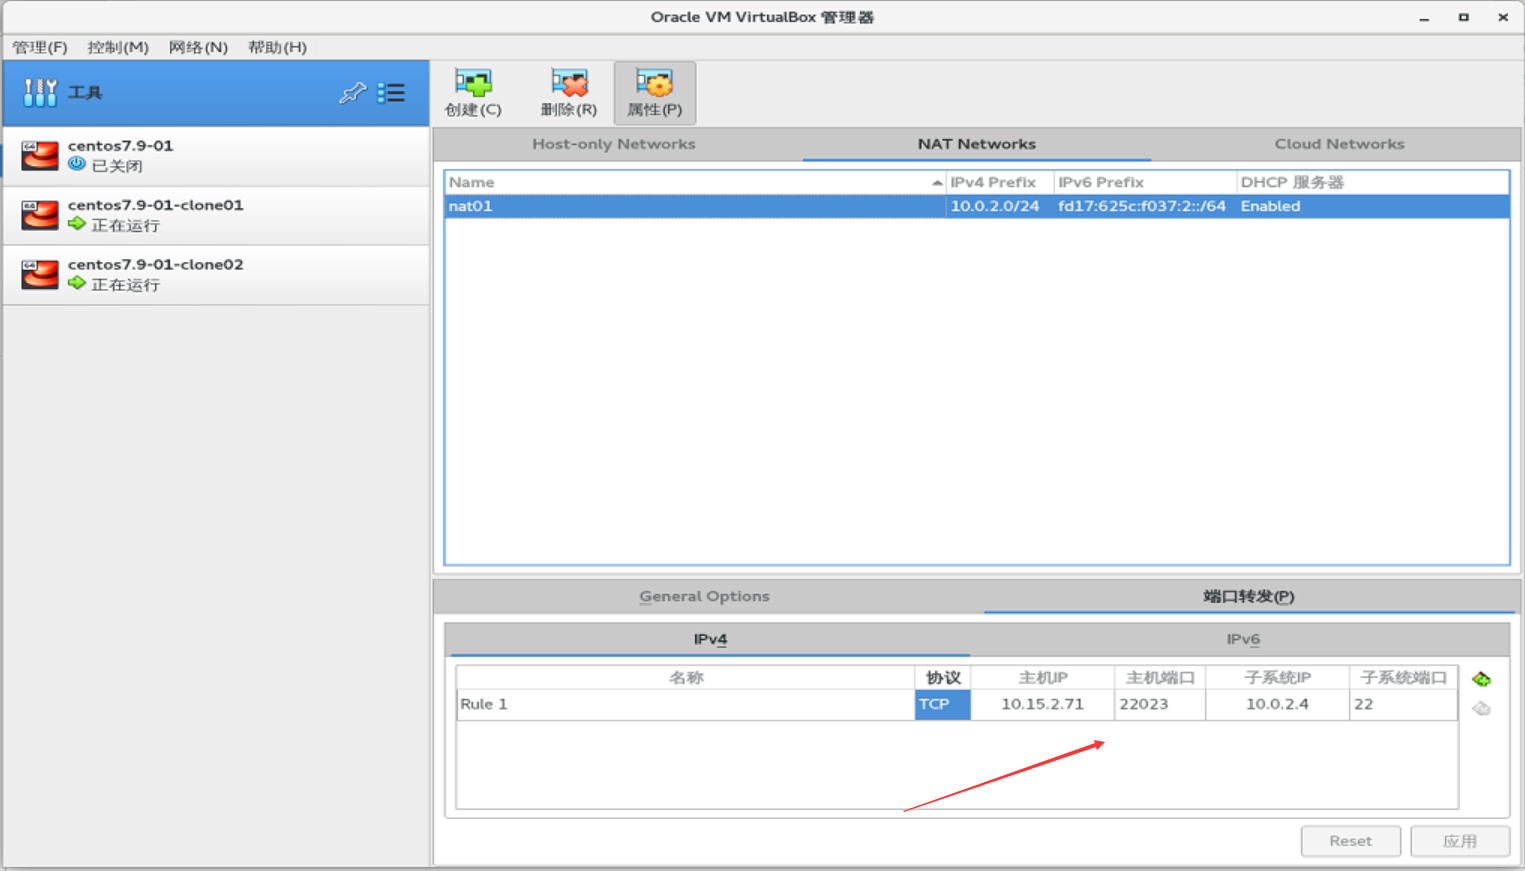 Oracle VM VirtualBox 管理器
管理(F) 控制(M) 网络(N) 帮助(H)
工具
创建(C) 删除(R) 属性(P)
centos7.9-01
已关闭
centos7.9-01-clone01
正在运行
centos7.9-01-clone02
正在运行
Host-only Networks NAT Networks Cloud Networks
Name IPv4 Prefix IPv6 Prefix DHCP 服务器
nat01 10.0.2.0/24 fd17:625c:f037:2::/64 Enabled
General Options 端口转发(P)
IPv4 IPv6
名称 协议 主机IP 主机端口 子系统IP 子系统端口
Rule 1 TCP 10.15.2.71 22023 10.0.2.4 22
Reset 应用